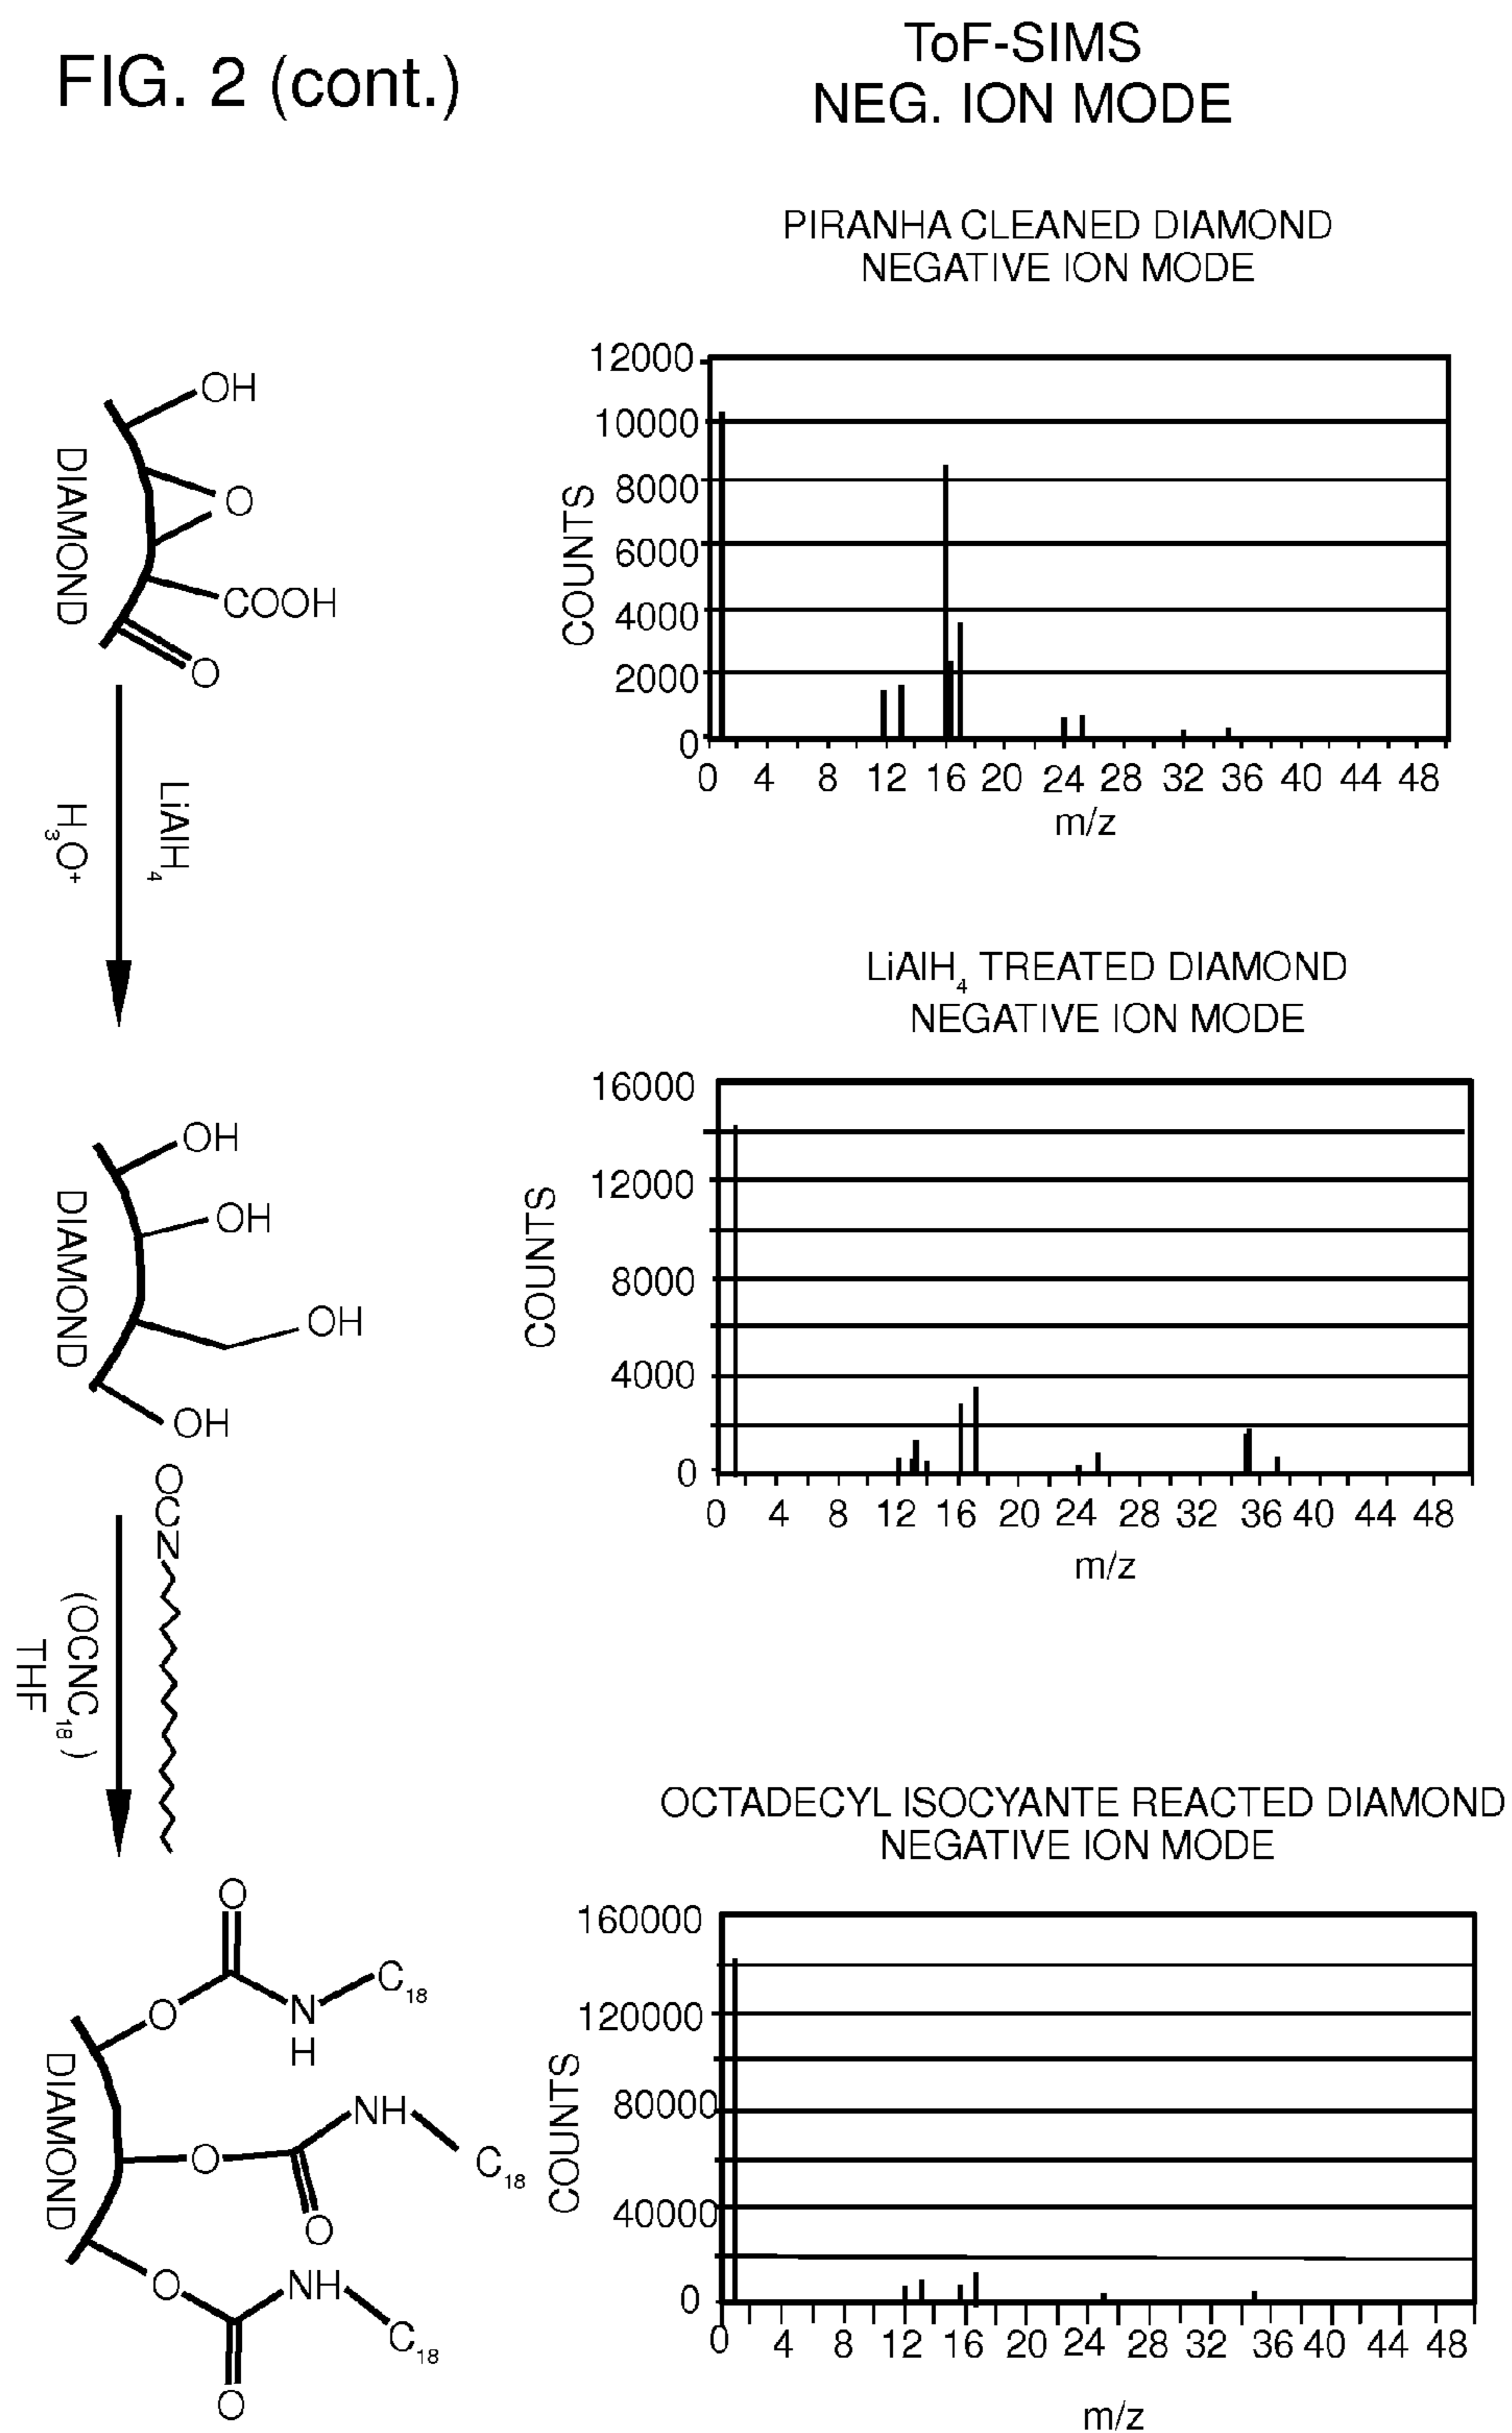 FIG. 2 (cont.)
ToF-SIMS
NEG. ION MODE
PIRANHA CLEANED DIAMOND
NEGATIVE ION MODE
OH
O
COOH
O
DIAMOND
12000
10000
8000
6000
4000
2000
0
COUNTS
0 4 8 12 16 20 24 28 32 36 40 44 48
m/z
LiAlH4
H3O+
LiAlH4 TREATED DIAMOND
NEGATIVE ION MODE
OH
OH
OH
OH
DIAMOND
16000
12000
8000
4000
0
COUNTS
0 4 8 12 16 20 24 28 32 36 40 44 48
m/z
OCN
(OCNC18)
THF
OCTADECYL ISOCYANTE REACTED DIAMOND
NEGATIVE ION MODE
O
O
N
H
C18
O
NH
C18
O
O
NH
C18
O
DIAMOND
160000
120000
80000
40000
0
COUNTS
0 4 8 12 16 20 24 28 32 36 40 44 48
m/z